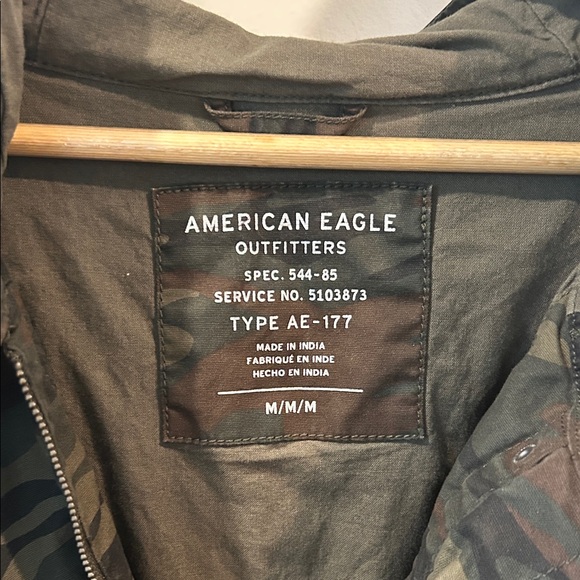 AMERICAN EAGLE
OUTFITTERS
SPEC. 544-85
SERVICE NO. 5103873
TYPE AE-177
MADE IN INDIA
FABRIQUÉ EN INDE
HECHO EN INDIA
M/M/M